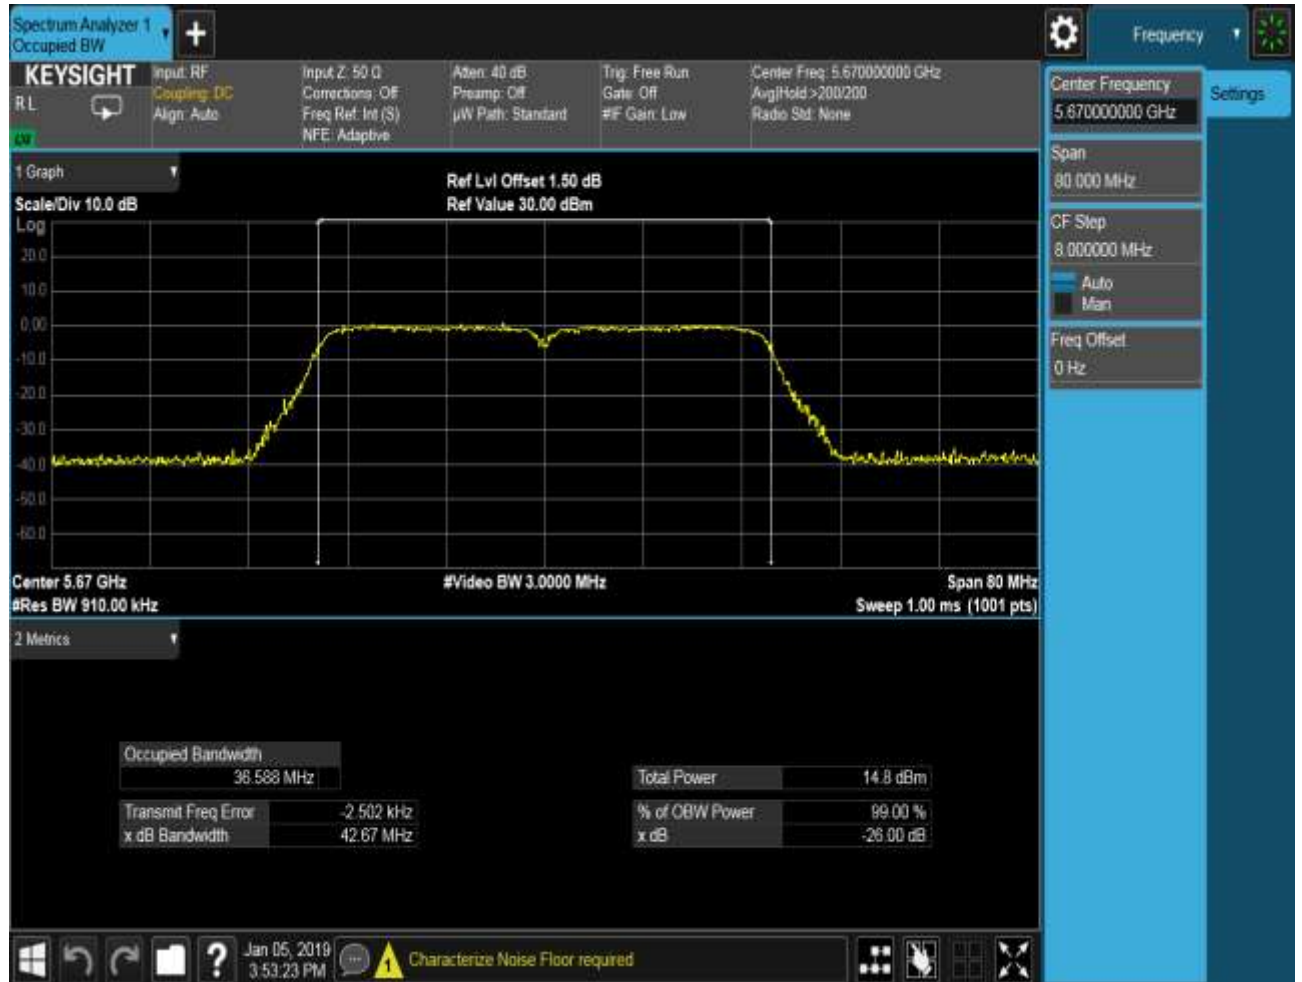 Spectrum Analyzer 1
Occupied BW
+
Frequency
KEYSIGHT
RL
Input: RF
Coupling: DC
Align: Auto
Input Z: 50 Ω
Corrections: Off
Freq Ref: Int (S)
NFE: Adaptive
Atten: 40 dB
Preamp: Off
µW Path: Standard
Trig: Free Run
Gate: Off
#IF Gain: Low
Center Freq: 5.670000000 GHz
Avg|Hold:>200/200
Radio Std: None
Center Frequency
5.670000000 GHz
Settings
Span
80.000 MHz
CF Step
8.000000 MHz
Auto
Man
Freq Offset
0 Hz
1 Graph
Scale/Div 10.0 dB
Ref Lvl Offset 1.50 dB
Ref Value 30.00 dBm
Log
20.0
10.0
0.00
-10.0
-20.0
-30.0
-40.0
-50.0
-60.0
Center 5.67 GHz
#Video BW 3.0000 MHz
Span 80 MHz
#Res BW 910.00 kHz
Sweep 1.00 ms (1001 pts)
2 Metrics
Occupied Bandwidth
36.588 MHz
Total Power 14.8 dBm
Transmit Freq Error -2.502 kHz
% of OBW Power 99.00 %
x dB Bandwidth 42.67 MHz
x dB -26.00 dB
?
Jan 05, 2019
3:53:23 PM
1
Characterize Noise Floor required